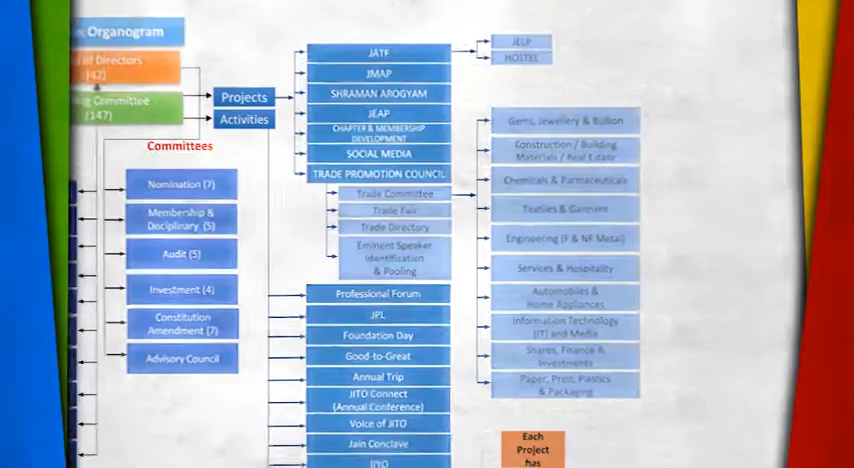 Organogram
of Directors
(42)
Committee
/147)
Committees
Nomination (7)
Membership &
Disciplinary (5)
Audit (5)
Investment (4)
Constitution
Amendment (7)
Advisory Council
Projects
Activities
JATF
JMAP
SHRAMAN AROGYAM
JEAP
CHAPTER & MEMBERSHIP
DEVELOPMENT
SOCIAL MEDIA
TRADE PROMOTION COUNCIL
Trade Committee
Trade Fair
Trade Directory
Eminent Speaker
Identification
& Pooling
Professional Forum
JPL
Foundation Day
Good-to-Great
Annual Trip
JITO Connect
(Annual Conference)
Voice of JITO
Jain Conclave
JIYO
JELP
HOSTEL
Gems, Jewellery & Bullion
Construction / Building
Materials / Real Estate
Chemicals & Parmaceuticals
Textiles & Garment
Engineering (F & NF Metal)
Services & Hospitality
Automobiles &
Home Appliances
Information Technology
(IT) and Media
Shares, Finance &
Investments
Paper, Print, Plastics
& Packaging
Each
Project
has